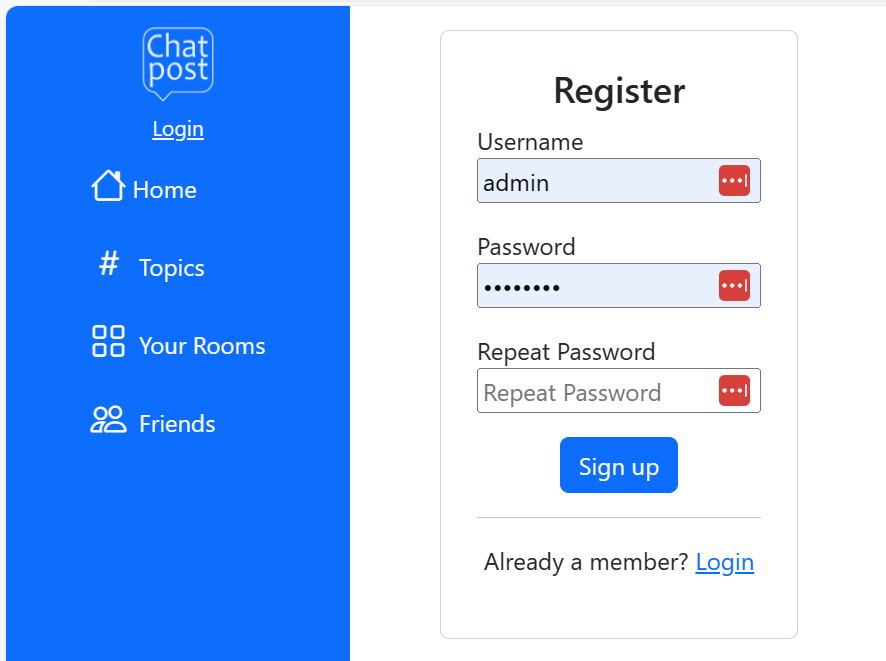 Chat
post
Login
Home
# Topics
Your Rooms
Friends
Register
Username
admin
Password
••••••••
Repeat Password
Repeat Password
Sign up
Already a member? Login